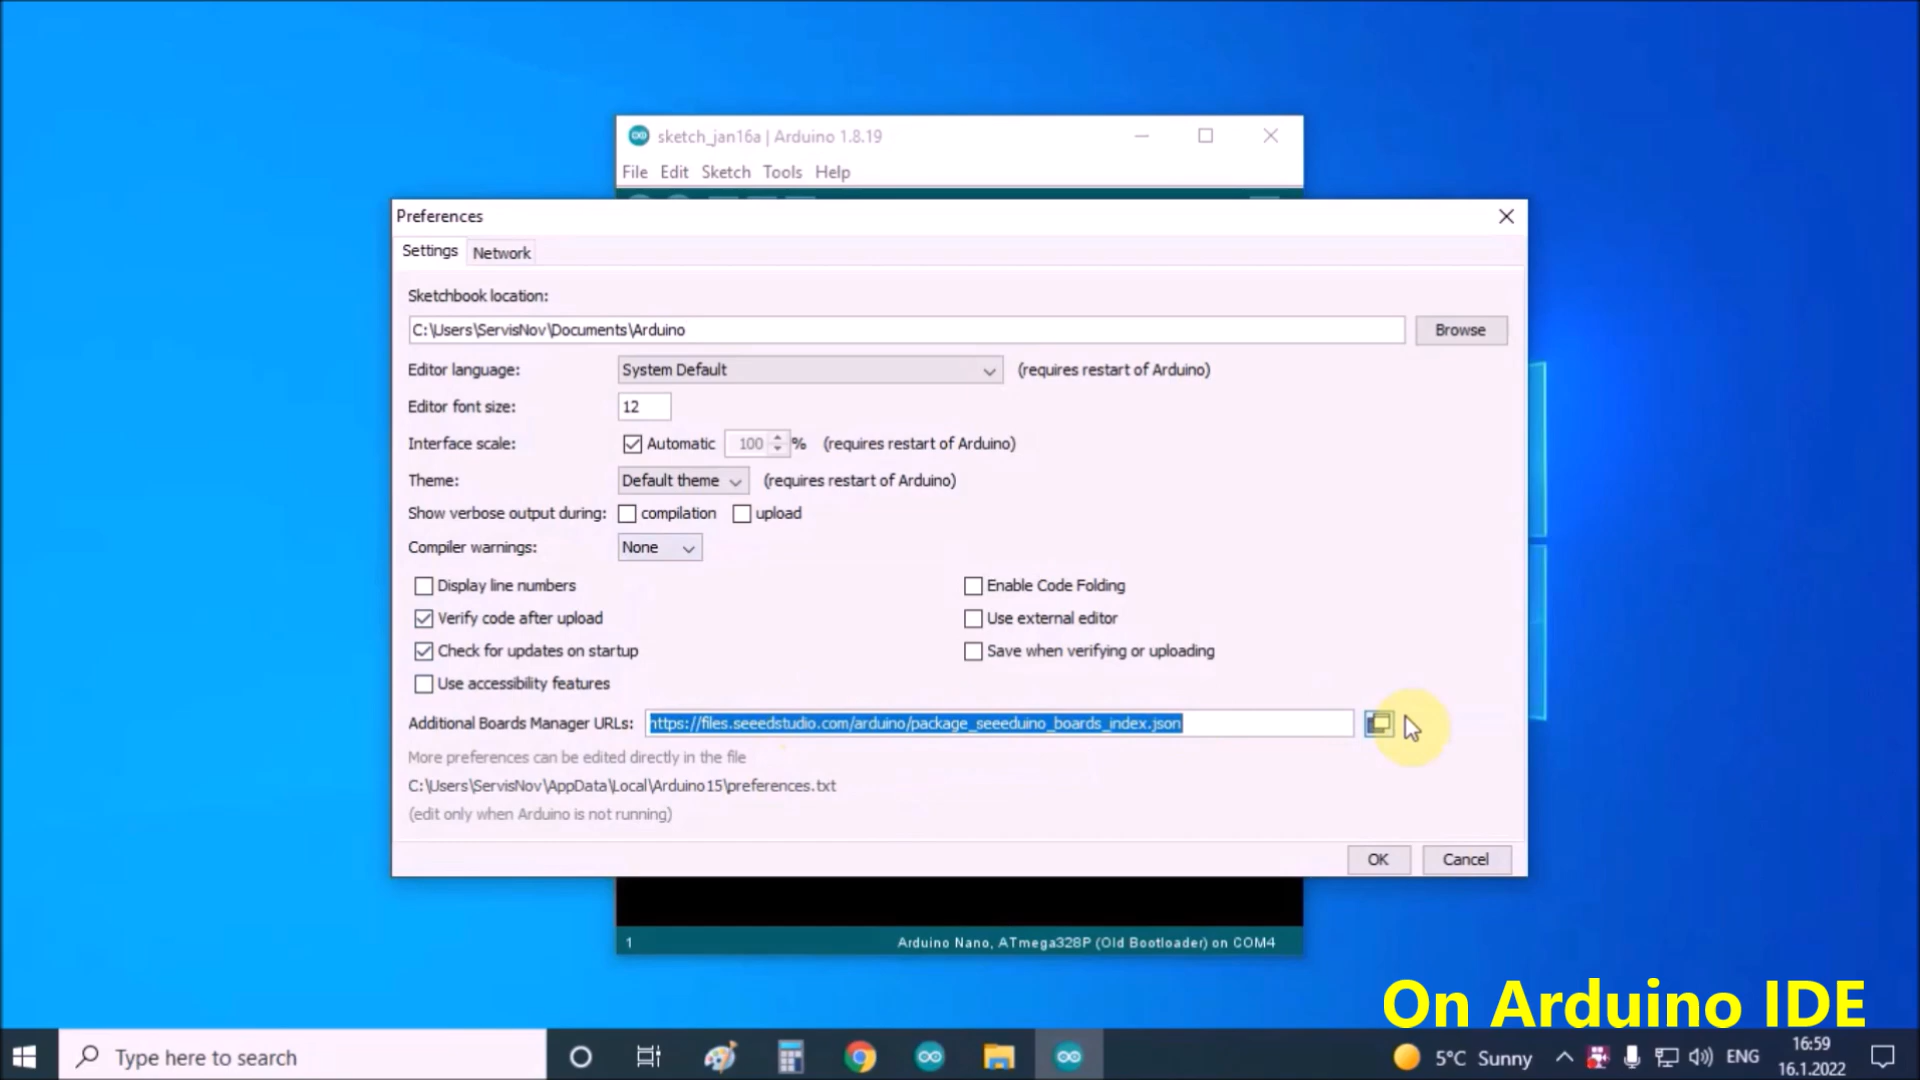 sketch_jan16a | Arduino 1.8.19
File Edit Sketch Tools Help
Preferences
Settings Network
Sketchbook location:
C:\Users\ServisNov\Documents\Arduino Browse
Editor language: System Default (requires restart of Arduino)
Editor font size: 12
Interface scale: Automatic 100 % (requires restart of Arduino)
Theme: Default theme (requires restart of Arduino)
Show verbose output during: compilation upload
Compiler warnings: None
Display line numbers Enable Code Folding
Verify code after upload Use external editor
Check for updates on startup Save when verifying or uploading
Use accessibility features
Additional Boards Manager URLs: https://files.seeedstudio.com/arduino/package_seeeduino_boards_index.json
More preferences can be edited directly in the file
C:\Users\ServisNov\AppData\Local\Arduino15\preferences.txt
(edit only when Arduino is not running)
OK Cancel
1 Arduino Nano, ATmega328P (Old Bootloader) on COM4
On Arduino IDE
Type here to search 5°C Sunny ENG 16:59
16.1.2022